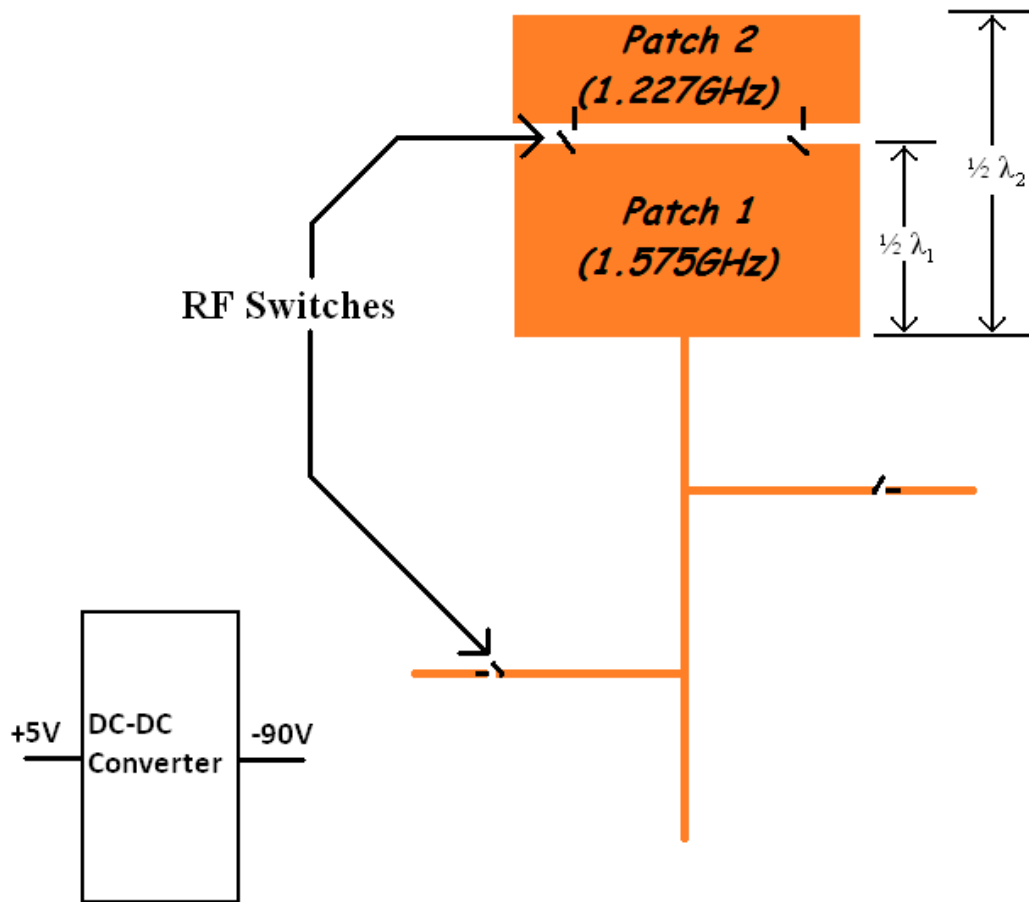 Patch 2
(1.227GHz)
Patch 1
(1.575GHz)
½ λ₁
½ λ₂
RF Switches
+5V
DC-DC
Converter
-90V